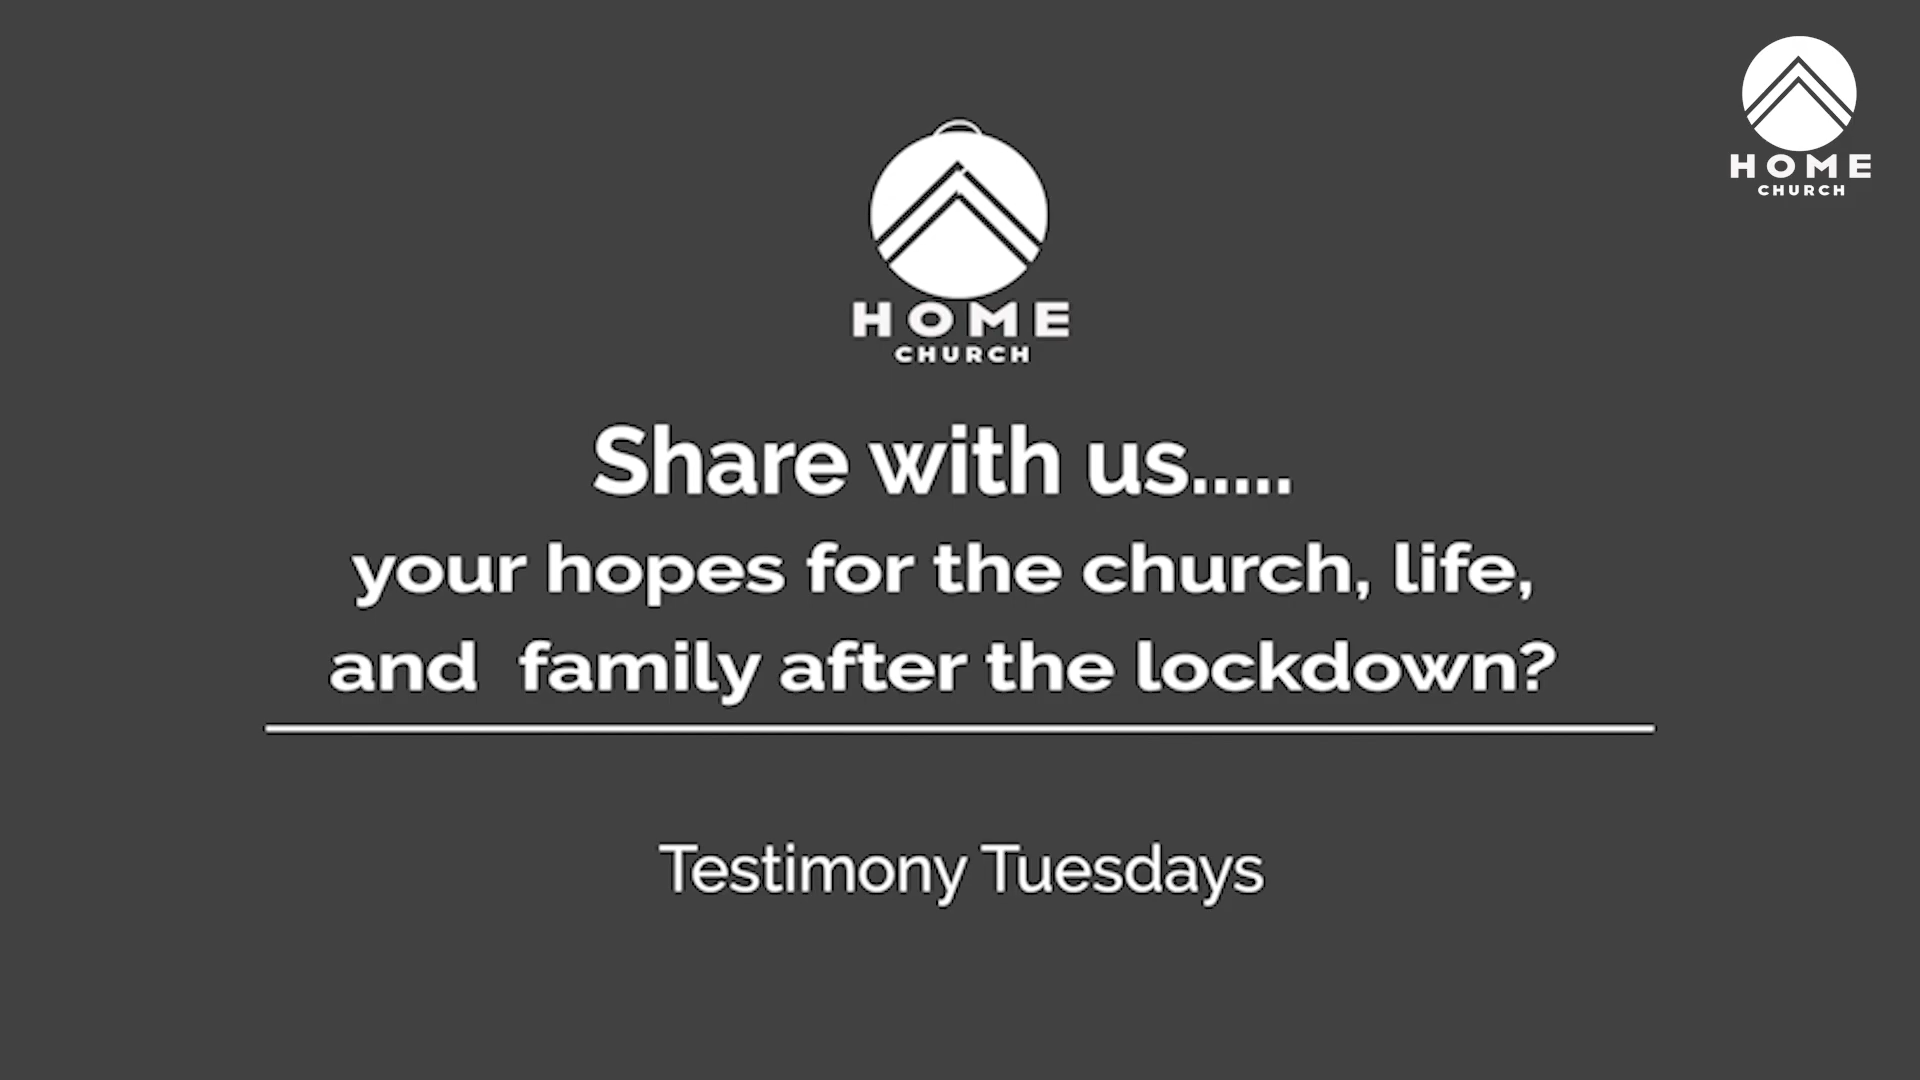 HOME
CHURCH
HOME
CHURCH
Share with us.....
your hopes for the church, life,
and  family after the lockdown?
Testimony Tuesdays